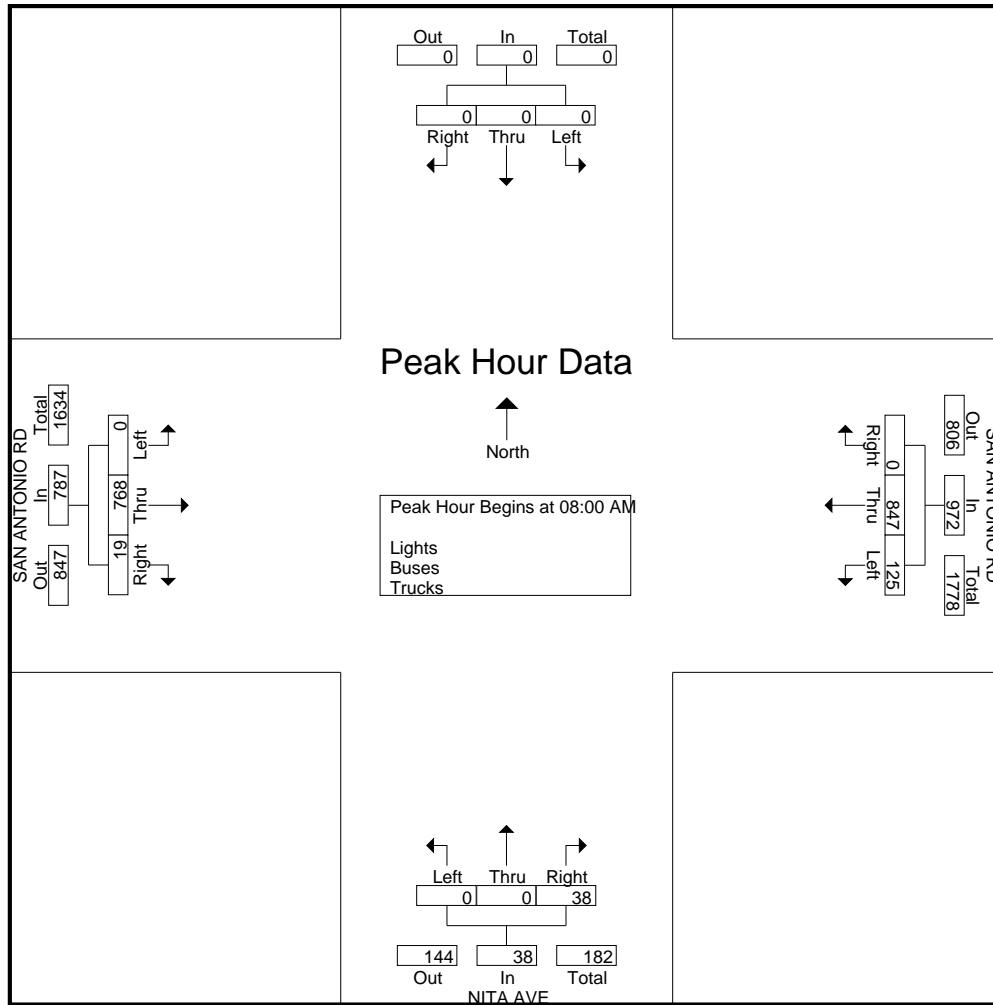 Out In Total
0 0 0
0 0 0
Right Thru Left
Peak Hour Data
North
Peak Hour Begins at 08:00 AM
Lights
Buses
Trucks
SAN ANTONIO RD
Out In Total
847 787 1634
0 768 19
Left Thru Right
SAN ANTONIO RD
Out In Total
806 972 1778
0 847 125
Right Thru Left
Left Thru Right
0 0 38
144 38 182
Out In Total
NITA AVE